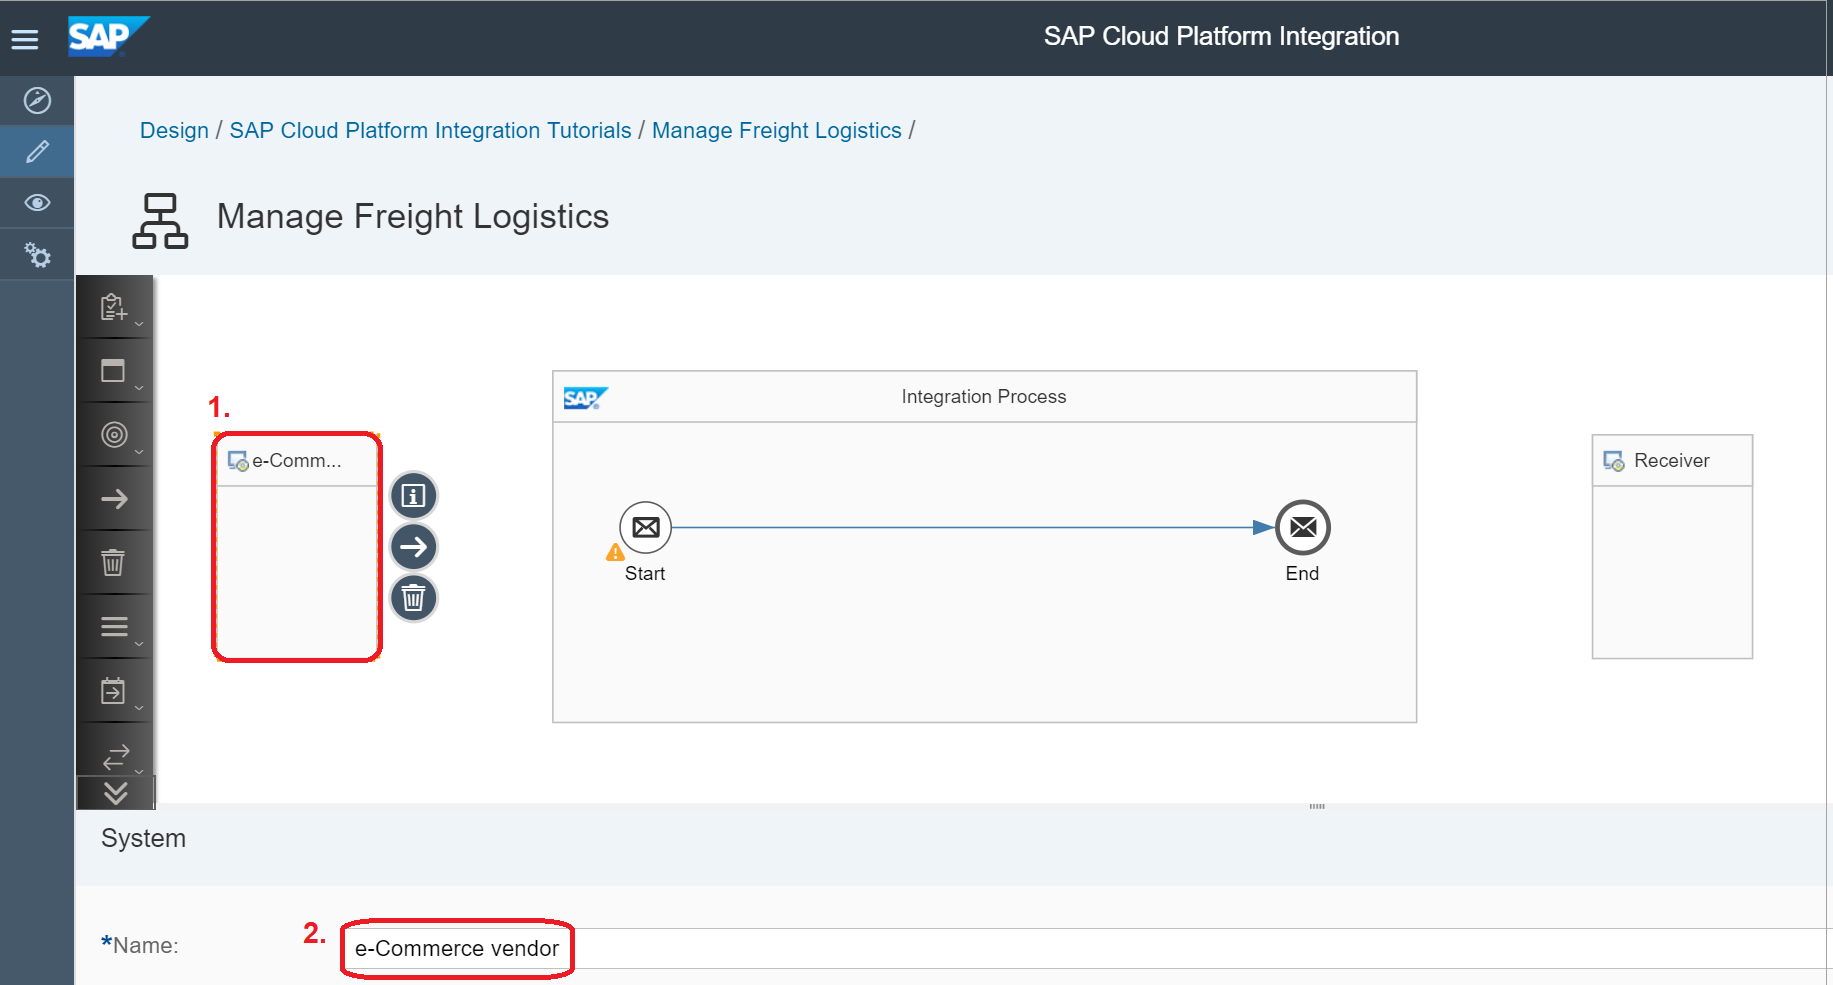 SAP
SAP Cloud Platform Integration
Design / SAP Cloud Platform Integration Tutorials / Manage Freight Logistics /
Manage Freight Logistics
1.
SAP
Integration Process
e-Comm...
Receiver
Start
End
System
*Name:
2.
e-Commerce vendor